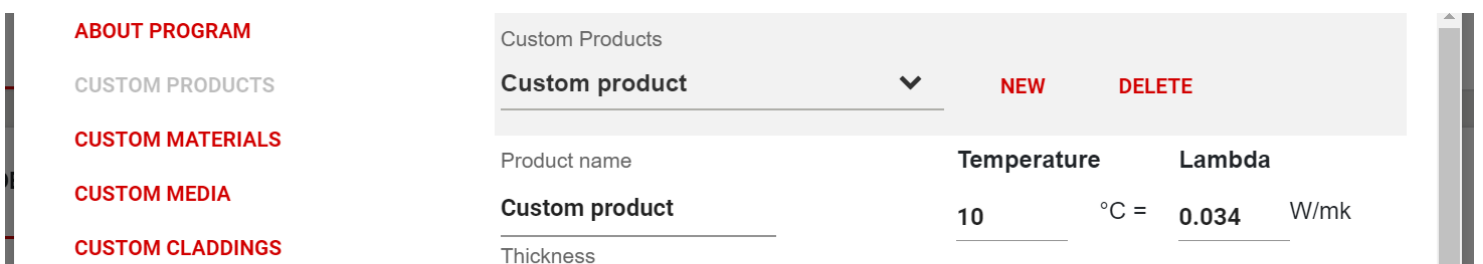 ABOUT PROGRAM
CUSTOM PRODUCTS
CUSTOM MATERIALS
CUSTOM MEDIA
CUSTOM CLADDINGS
Custom Products
Custom product
NEW DELETE
Product name
Custom product
Thickness
Temperature Lambda
10 °C = 0.034 W/mk